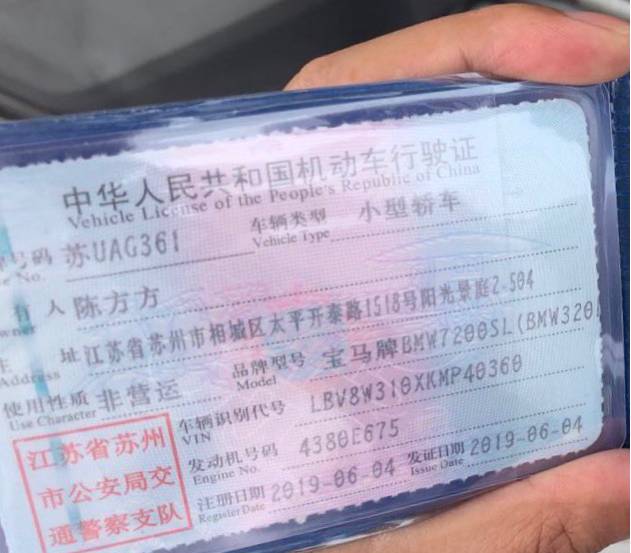 中华人民共和国机动车行驶证
Vehicle License of the People's Republic of China
号码 苏UAG361 车辆类型 小型轿车
e No. Vehicle Type
有人 陈方方
wner
址 江苏省苏州市相城区太平开泰路1518号阳光景庭2-504
Address
使用性质 非营运 品牌型号 宝马牌BMW7200SL(BMW320
Use Character Model
车辆识别代号 LBV8W310XKMP40360
VIN
发动机号码 4380E675
Engine No.
注册日期 2019-06-04 发证日期 2019-06-04
Register Date Issue Date
江苏省苏州
市公安局交
通警察支队